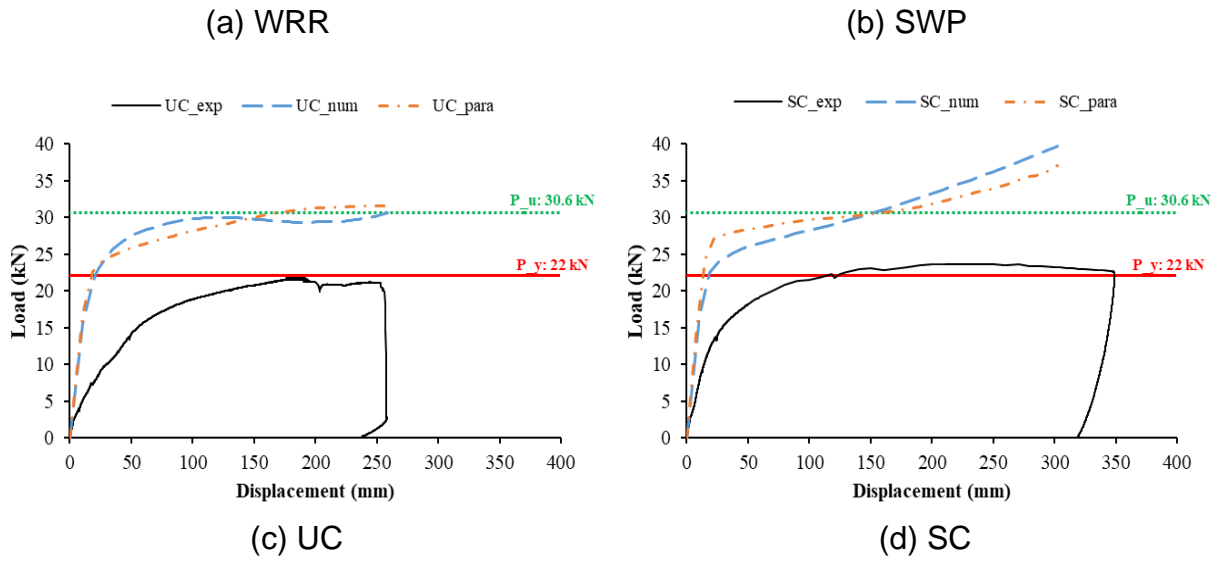 (a) WRR
(b) SWP
UC_exp UC_num UC_para
SC_exp SC_num SC_para
40
35
30
25
20
15
10
5
0
Load (kN)
P_u: 30.6 kN
P_y: 22 kN
0 50 100 150 200 250 300 350 400
Displacement (mm)
40
35
30
25
20
15
10
5
0
Load (kN)
P_u: 30.6 kN
P_y: 22 kN
0 50 100 150 200 250 300 350 400
Displacement (mm)
(c) UC
(d) SC